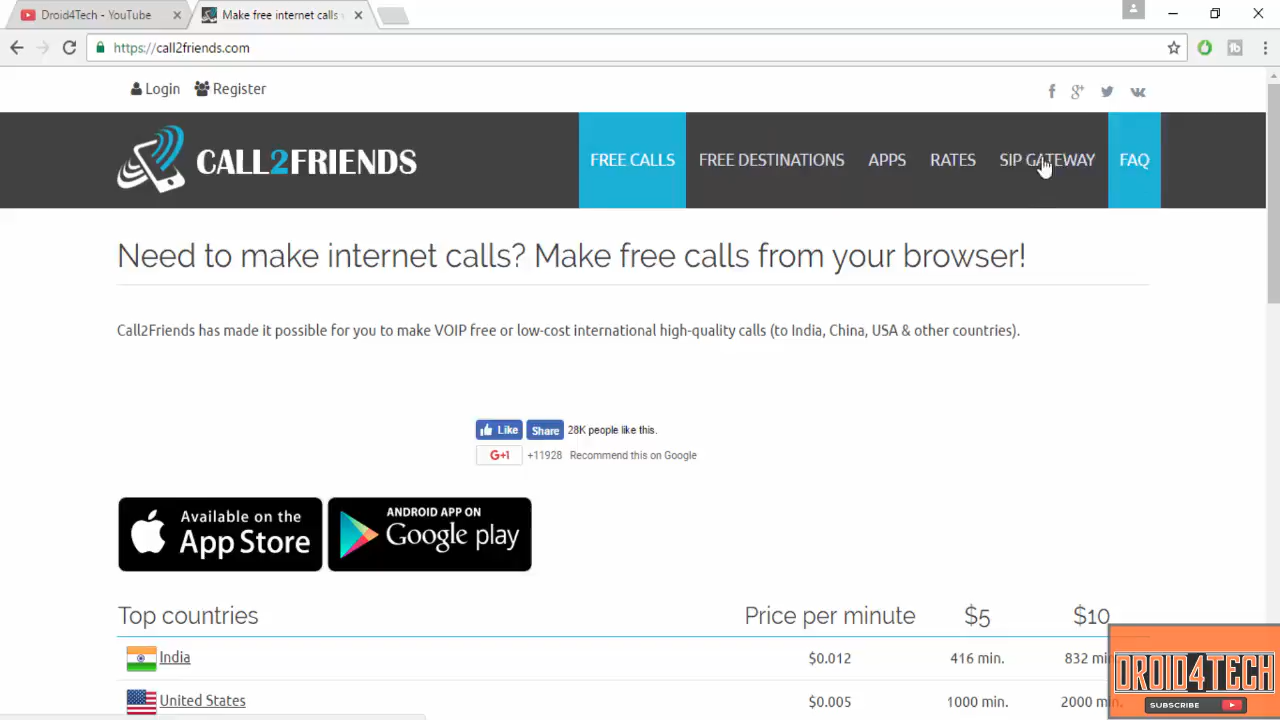 Droid4Tech - YouTube
Make free internet calls
https://call2friends.com
Login
Register
CALL2FRIENDS
FREE CALLS
FREE DESTINATIONS
APPS
RATES
SIP GATEWAY
FAQ
Need to make internet calls? Make free calls from your browser!
Call2Friends has made it possible for you to make VOIP free or low-cost international high-quality calls (to India, China, USA & other countries).
Like
Share
28K people like this.
G+1
+11928
Recommend this on Google
Available on the
App Store
ANDROID APP ON
Google play
Top countries
Price per minute
$5
$10
India
$0.012
416 min.
832 min
United States
$0.005
1000 min.
2000 min.
DROID4TECH
SUBSCRIBE